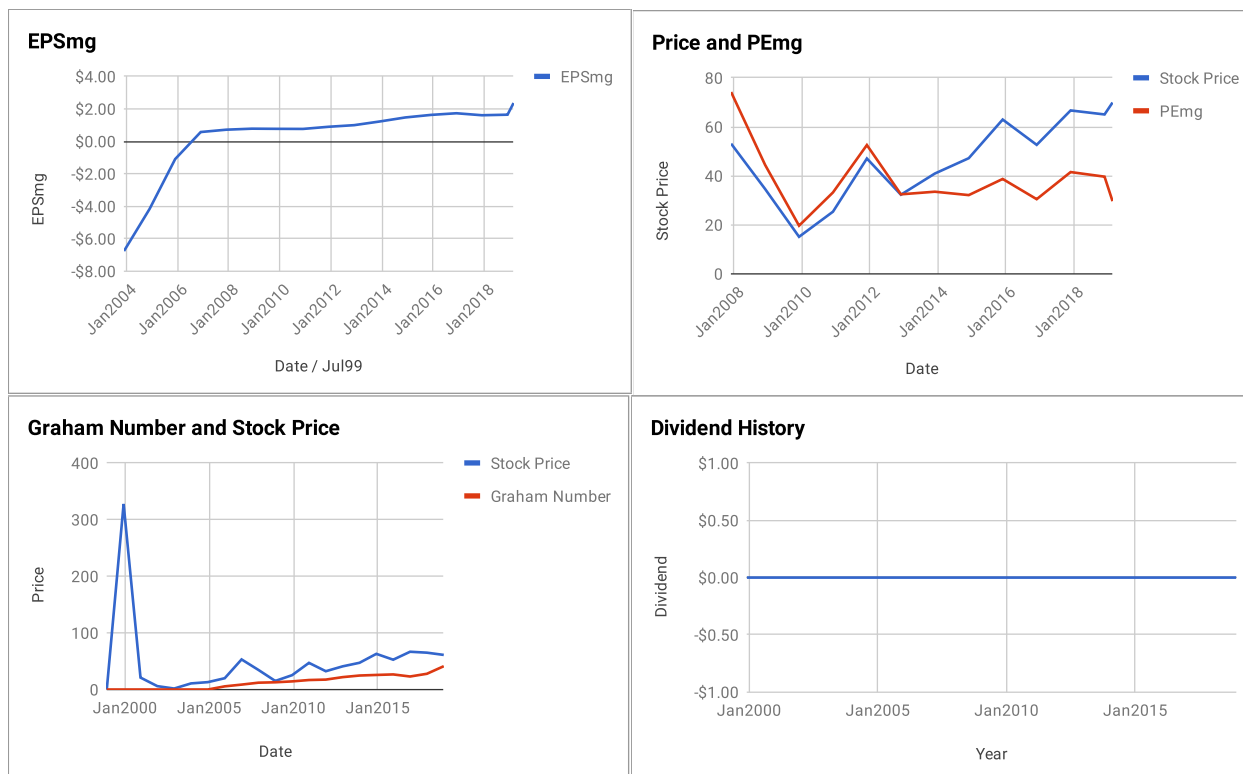 EPSmg
EPSmg
$4.00
$2.00
$0.00
-$2.00
-$4.00
-$6.00
-$8.00
EPSmg
Jan2004
Jan2006
Jan2008
Jan2010
Jan2012
Jan2014
Jan2016
Jan2018
Date / Jul99
Price and PEmg
Stock Price
PEmg
80
60
40
20
0
Stock Price
Jan2008
Jan2010
Jan2012
Jan2014
Jan2016
Jan2018
Date
Graham Number and Stock Price
Stock Price
Graham Number
400
300
200
100
0
Price
Jan2000
Jan2005
Jan2010
Jan2015
Date
Dividend History
$1.00
$0.50
$0.00
-$0.50
-$1.00
Dividend
Jan2000
Jan2005
Jan2010
Jan2015
Year